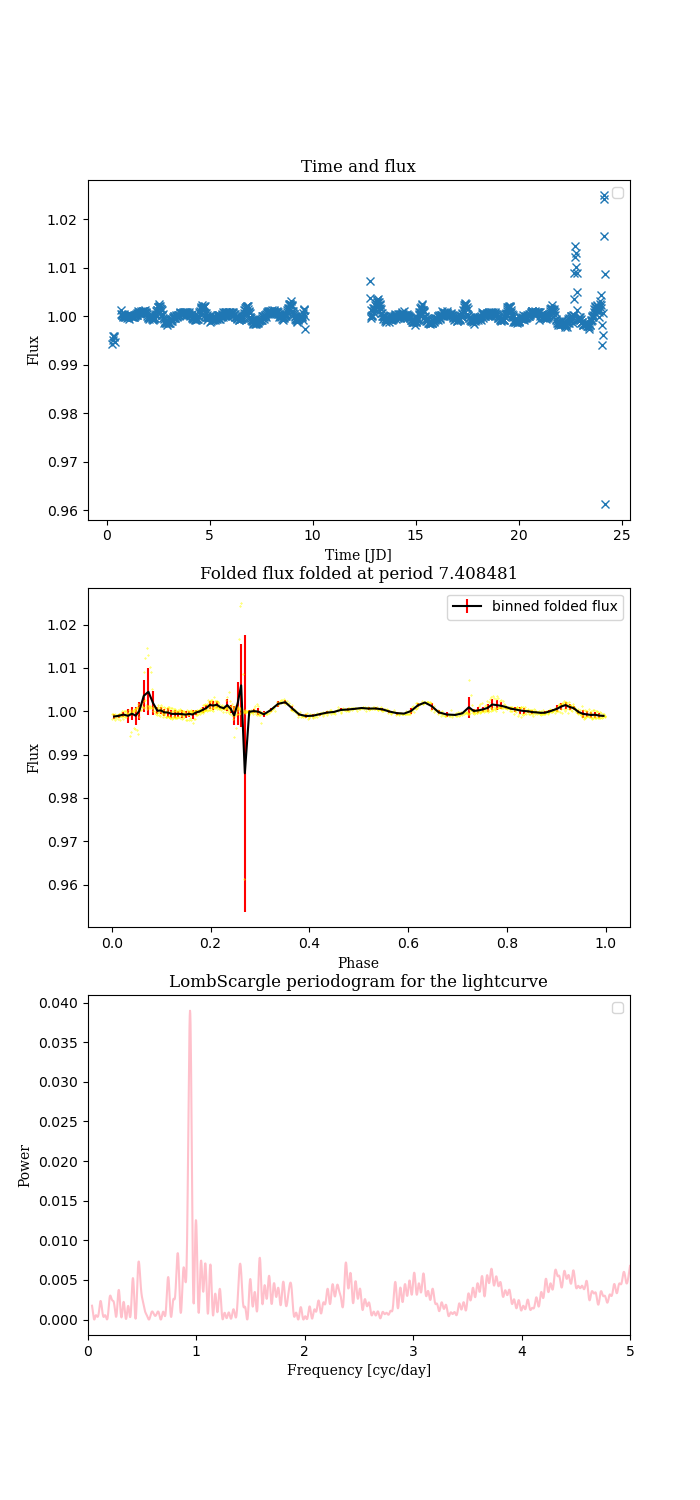 Time and flux
1.02
1.01
1.00
0.99
0.98
0.97
0.96
Flux
0 5 10 15 20 25
Time [JD]
Folded flux folded at period 7.408481
binned folded flux
1.02
1.01
1.00
0.99
0.98
0.97
0.96
Flux
0.0 0.2 0.4 0.6 0.8 1.0
Phase
LombScargle periodogram for the lightcurve
0.040
0.035
0.030
0.025
0.020
0.015
0.010
0.005
0.000
Power
0 1 2 3 4 5
Frequency [cyc/day]